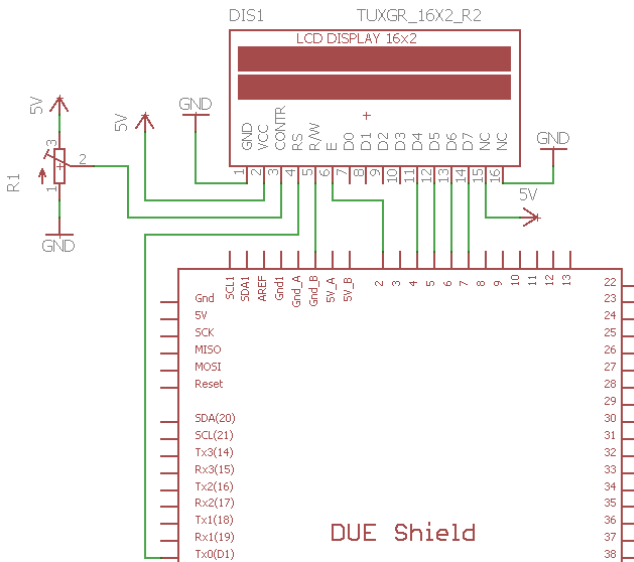 DIS1 TUXGR_16X2_R2
LCD DISPLAY 16x2
GND VCC CONTR RS R/W E D0 D1 D2 D3 D4 D5 D6 D7 NC NC
1 2 3 4 5 6 7 8 9 10 11 12 13 14 15 16
5V
5V
GND
GND
5V
R1
3
2
1
GND
SCL1 SDA1 AREF Gnd1 Gnd_A Gnd_B 5V_A 5V_B 2 3 4 5 6 7 8 9 10 11 12 13
Gnd
5V
SCK
MISO
MOSI
Reset
SDA(20)
SCL(21)
Tx3(14)
Rx3(15)
Tx2(16)
Rx2(17)
Tx1(18)
Rx1(19)
Tx0(D1)
DUE Shield
22
23
24
25
26
27
28
29
30
31
32
33
34
35
36
37
38